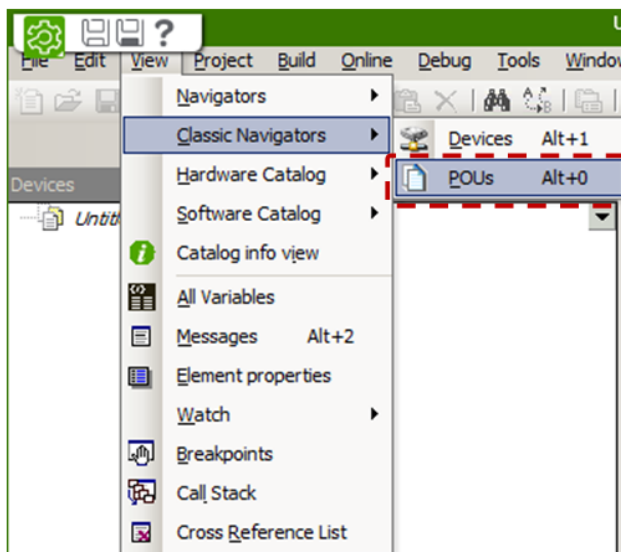 U
File Edit View Project Build Online Debug Tools Window
Navigators
Classic Navigators
Devices Alt+1
Hardware Catalog
POUs Alt+0
Devices
Software Catalog
Catalog info view
All Variables
Messages Alt+2
Element properties
Watch
Breakpoints
Call Stack
Cross Reference List